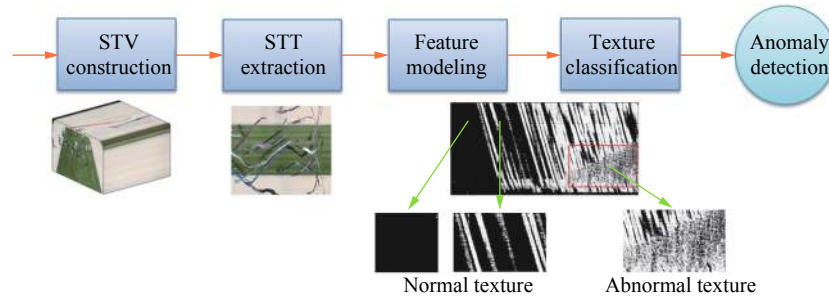 STV construction
STT extraction
Feature modeling
Texture classification
Anomaly detection
Normal texture
Abnormal texture